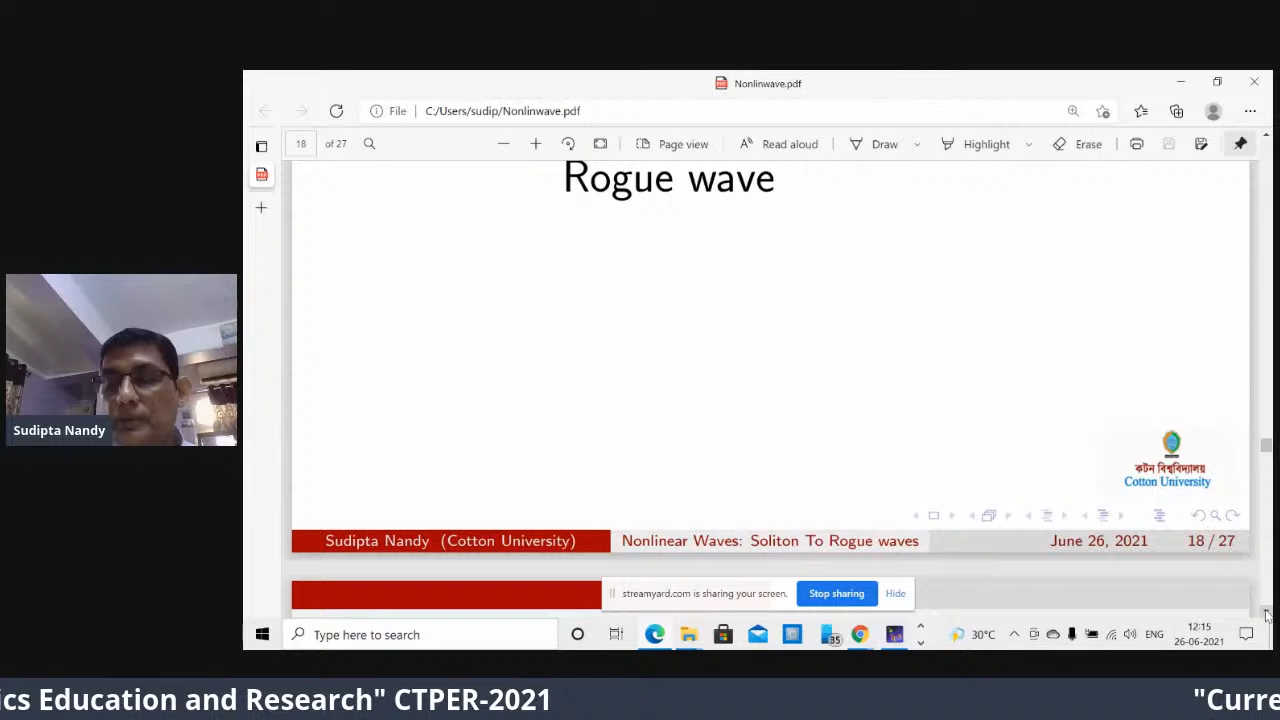 Nonlinwave.pdf
File C:/Users/sudip/Nonlinwave.pdf
18 of 27 Page view A Read aloud Draw Highlight Erase
Rogue wave
Sudipta Nandy
কটন বিশ্ববিদ্যালয়
Cotton University
Sudipta Nandy (Cotton University) Nonlinear Waves: Soliton To Rogue waves June 26, 2021 18 / 27
streamyard.com is sharing your screen. Stop sharing Hide
Type here to search 35 30°C ENG 12:15
26-06-2021
ics Education and Research" CTPER-2021 "Curre